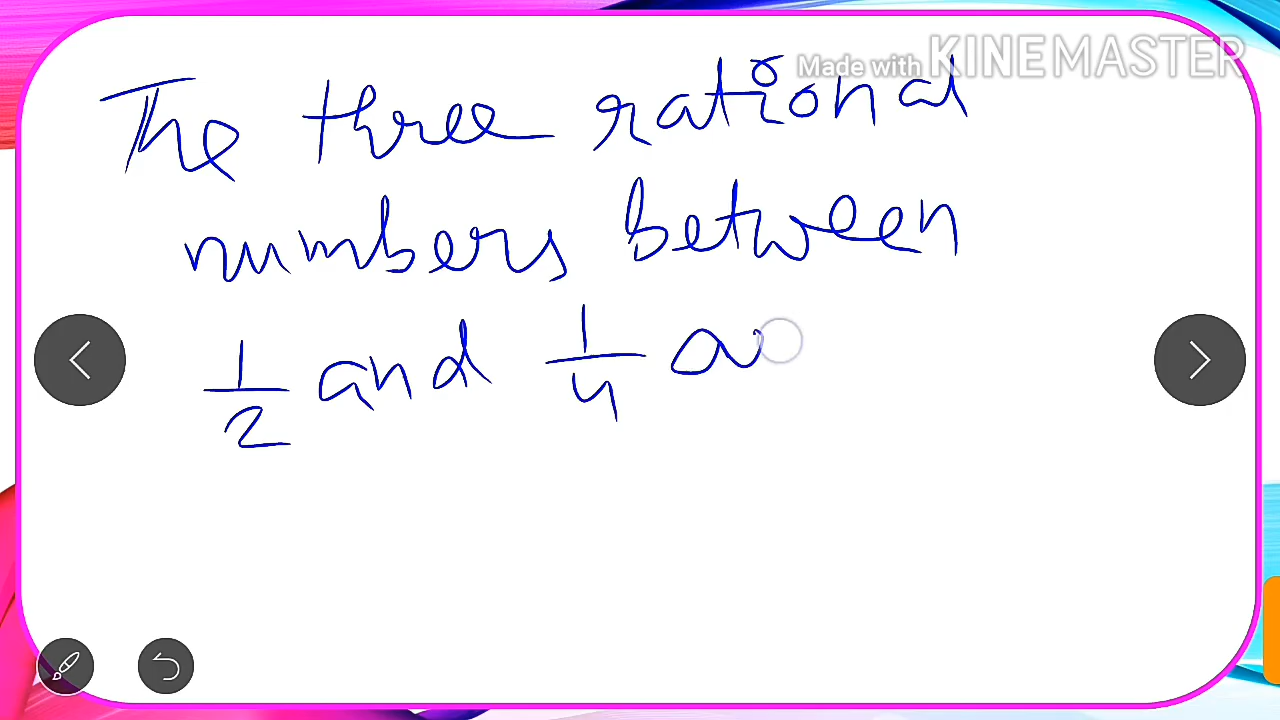 Made with KINEMASTER
The three rational
numbers between
1/2 and 1/4 a